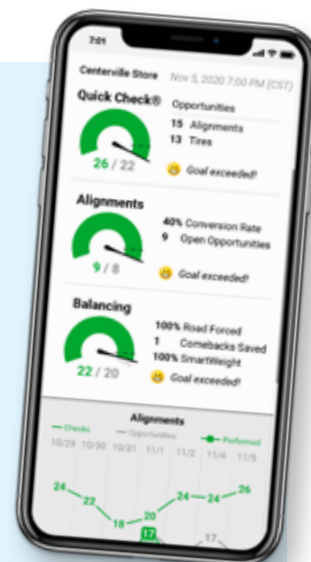 7:01
Centerville Store Nov 5, 2020 7:00 PM (CST)
Quick Check® Opportunities
15 Alignments
13 Tires
26 / 22
Goal exceeded!
Alignments
40% Conversion Rate
9 Open Opportunities
9 / 8
Goal exceeded!
Balancing
100% Road Forced
1 Comebacks Saved
100% SmartWeight
22 / 20
Goal exceeded!
Alignments
Checks Opportunities Performed
10/29 10/30 10/31 11/1 11/2 11/4 11/5
24 22 18 20 24 24 26
17 17